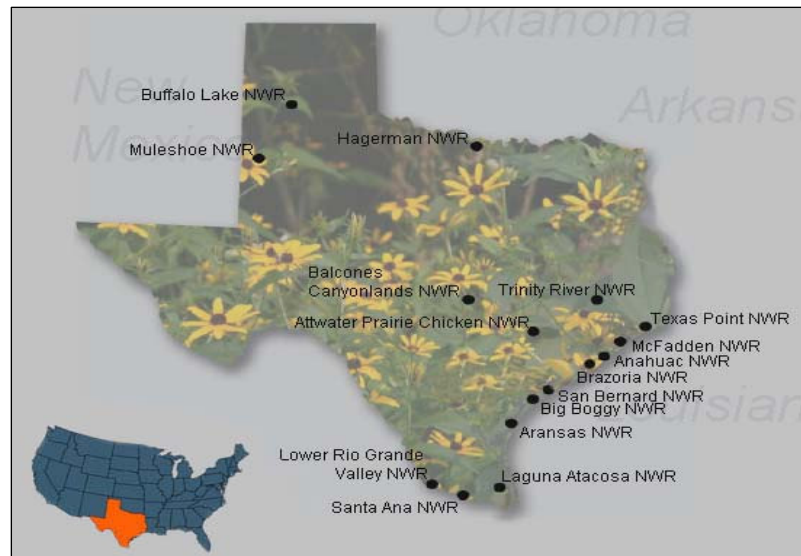 Oklahoma
New
Mexico
Arkans
Buffalo Lake NWR
Muleshoe NWR
Hagerman NWR
Balcones
Canyonlands NWR
Trinity River NWR
Attwater Prairie Chicken NWR
Texas Point NWR
McFadden NWR
Anahuac NWR
Brazoria NWR
San Bernard NWR
Big Boggy NWR
Louisian
Aransas NWR
Lower Rio Grande
Valley NWR
Laguna Atacosa NWR
Santa Ana NWR